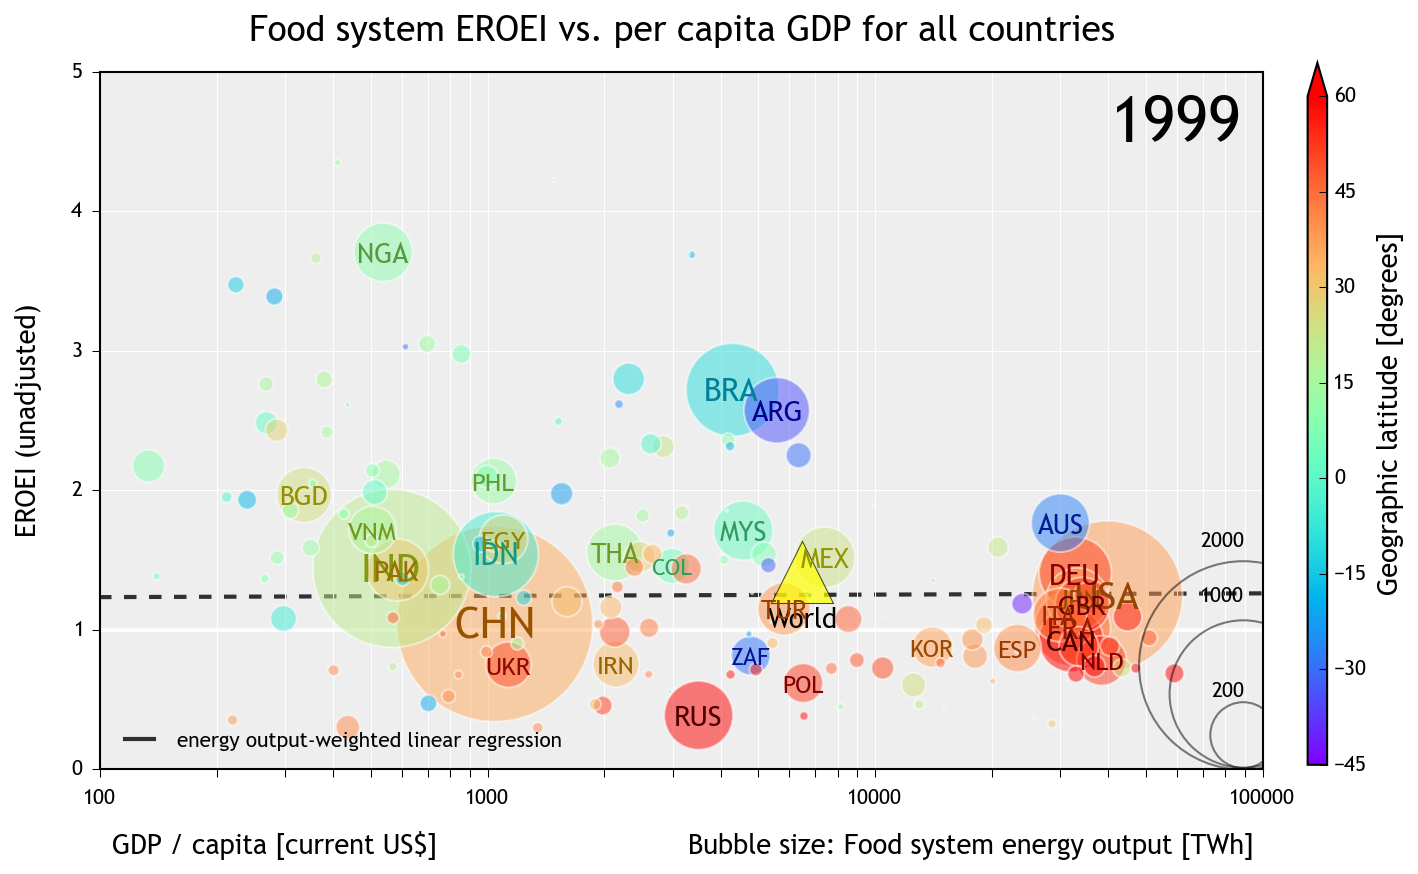 Food system EROEI vs. per capita GDP for all countries
1999
5
4
3
2
1
0
EROEI (unadjusted)
NGA
BRA
ARG
PHL
BGD
VNM
EGY
IDN
IND
PAK
THA
COL
MYS
MEX
AUS
DEU
USA
GBR
ITA
FRA
CAN
NLD
CHN
UKR
IRN
TUR
World
ZAF
POL
RUS
KOR
ESP
2000
1000
200
energy output-weighted linear regression
100
1000
10000
100000
GDP / capita [current US$]
Bubble size: Food system energy output [TWh]
60
45
30
15
0
−15
−30
−45
Geographic latitude [degrees]